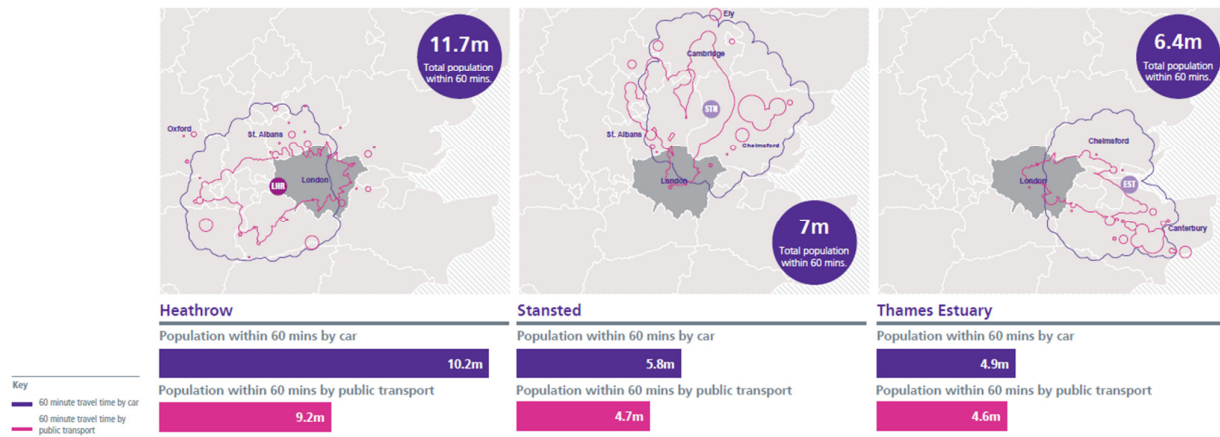 11.7m
Total population
within 60 mins.
Oxford
St. Albans
LHR
London
Ely
Cambridge
STN
St. Albans
Chelmsford
London
7m
Total population
within 60 mins.
6.4m
Total population
within 60 mins.
Chelmsford
London
EST
Canterbury
Heathrow
Population within 60 mins by car
10.2m
Population within 60 mins by public transport
9.2m
Stansted
Population within 60 mins by car
5.8m
Population within 60 mins by public transport
4.7m
Thames Estuary
Population within 60 mins by car
4.9m
Population within 60 mins by public transport
4.6m
Key
60 minute travel time by car
60 minute travel time by
public transport